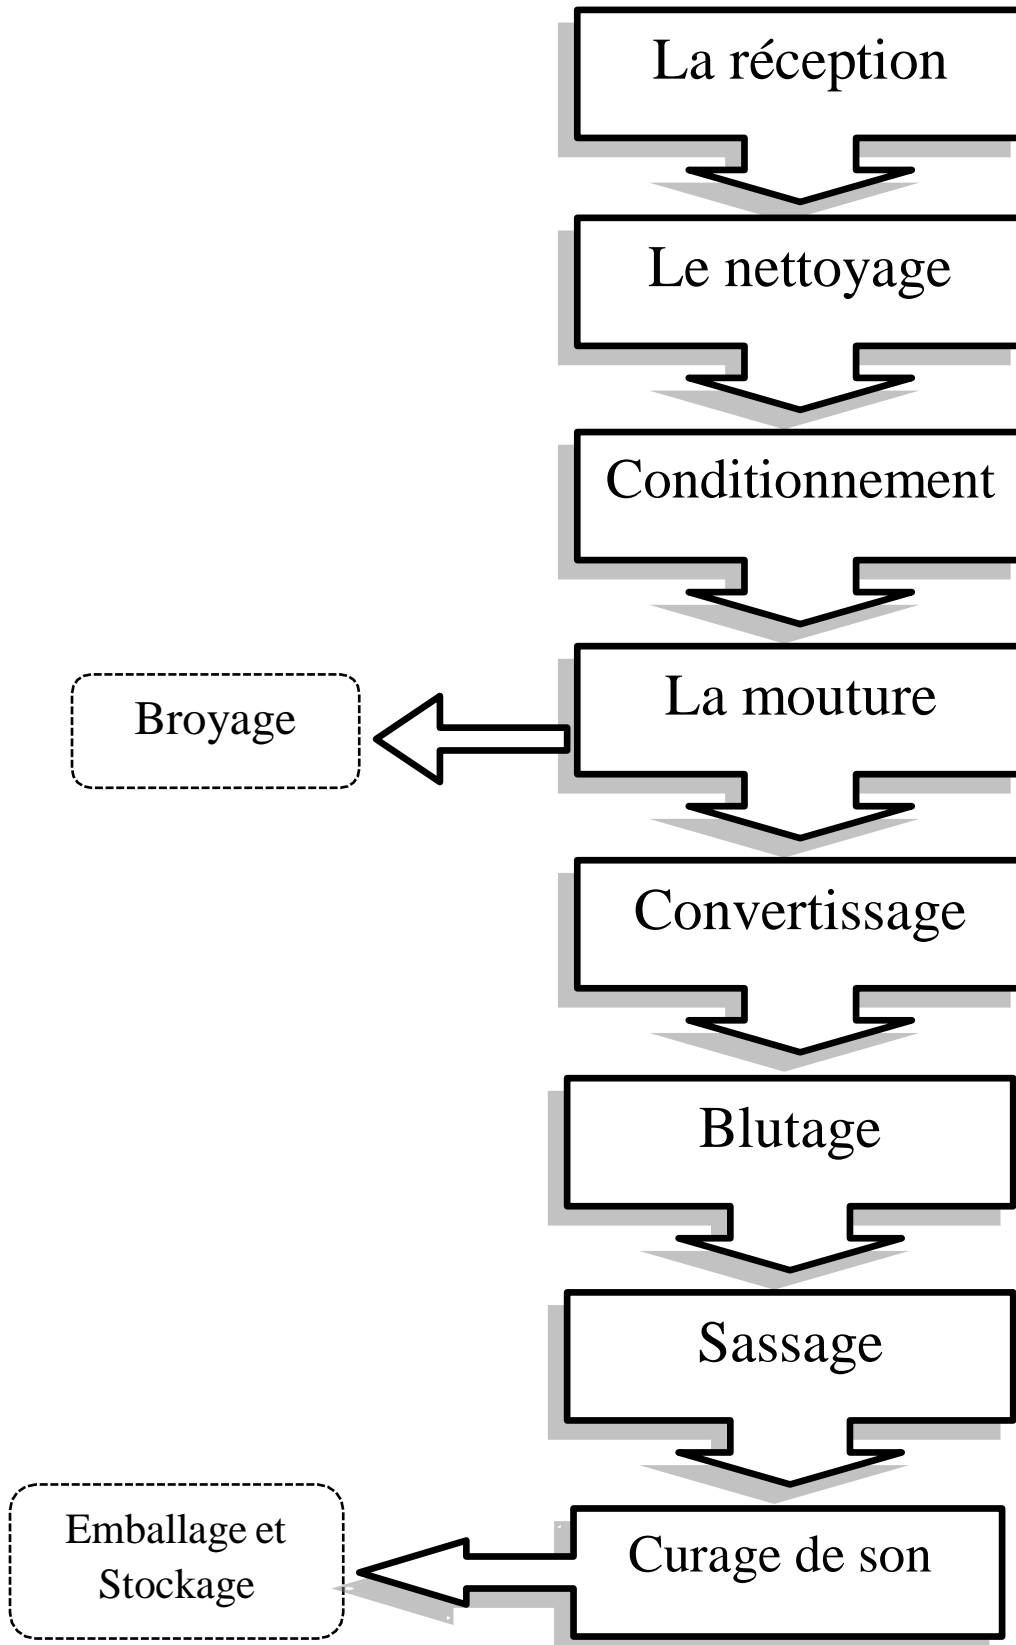 La réception
Le nettoyage
Conditionnement
La mouture
Broyage
Convertissage
Blutage
Sassage
Curage de son
Emballage et
Stockage